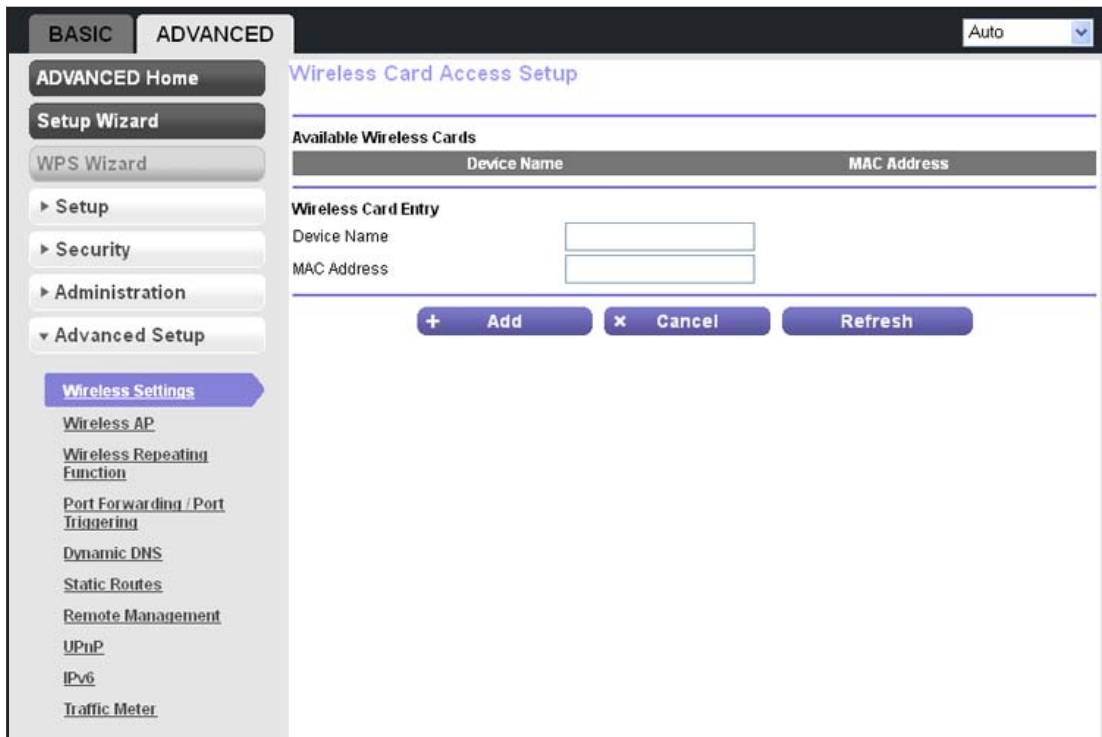 BASIC
ADVANCED
Auto
ADVANCED Home
Setup Wizard
WPS Wizard
Setup
Security
Administration
Advanced Setup
Wireless Settings
Wireless AP
Wireless Repeating
Function
Port Forwarding / Port
Triggering
Dynamic DNS
Static Routes
Remote Management
UPnP
IPv6
Traffic Meter
Wireless Card Access Setup
Available Wireless Cards
Device Name MAC Address
Wireless Card Entry
Device Name
MAC Address
+ Add
x Cancel
Refresh